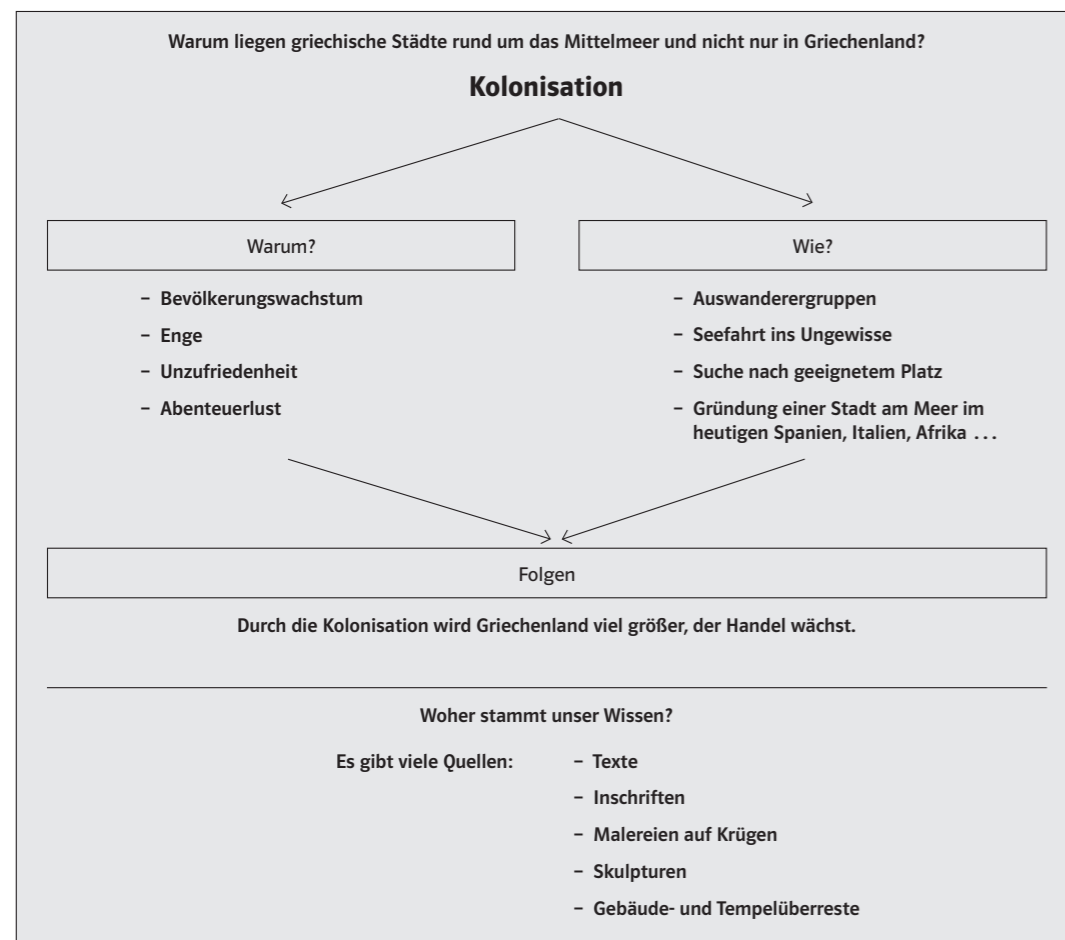 Warum liegen griechische Städte rund um das Mittelmeer und nicht nur in Griechenland?
Kolonisation
Warum?
– Bevölkerungswachstum
– Enge
– Unzufriedenheit
– Abenteuerlust
Wie?
– Auswanderergruppen
– Seefahrt ins Ungewisse
– Suche nach geeignetem Platz
– Gründung einer Stadt am Meer im
heutigen Spanien, Italien, Afrika ...
Folgen
Durch die Kolonisation wird Griechenland viel größer, der Handel wächst.
Woher stammt unser Wissen?
Es gibt viele Quellen:
– Texte
– Inschriften
– Malereien auf Krügen
– Skulpturen
– Gebäude- und Tempelüberreste